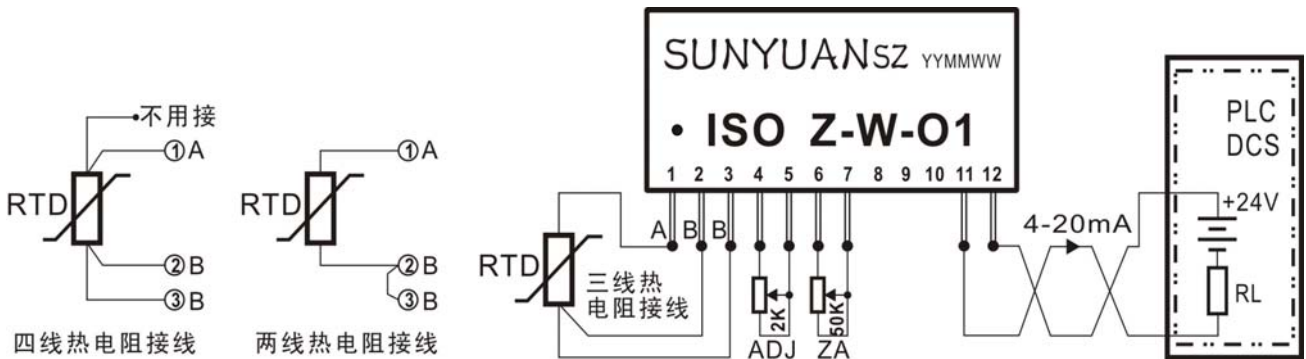 不用接
①A
RTD
②B
③B
四线热电阻接线
①A
RTD
②B
③B
两线热电阻接线
SUNYUANSZ YYMMWW
• ISO Z-W-O1
1 2 3 4 5 6 7 8 9 10 11 12
A B B
RTD
三线热
电阻接线
2K
ADJ
50K
ZA
4-20mA
PLC
DCS
+24V
RL